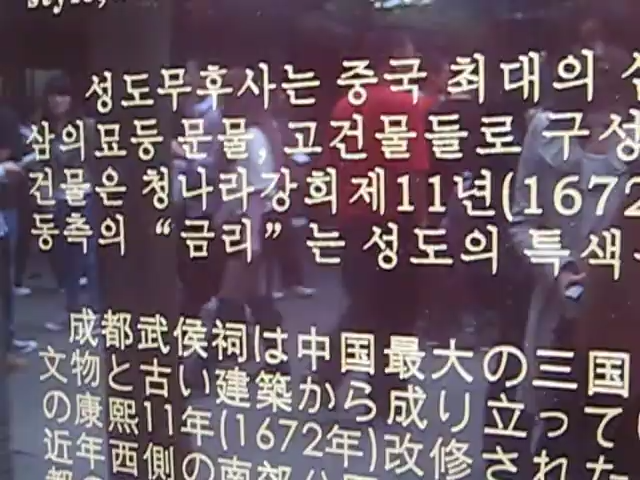 style,
성도무후사는 중국 최대의
삼의묘등 문물, 고건물들로 구성
건물은 청나라강희제11년(1672
동측의 “금리” 는 성도의 특색
成都武侯祠は中国最大の三国
文物と古い建築から成り立って
の康熙11年(1672年)改修された
近年西側の南郊公